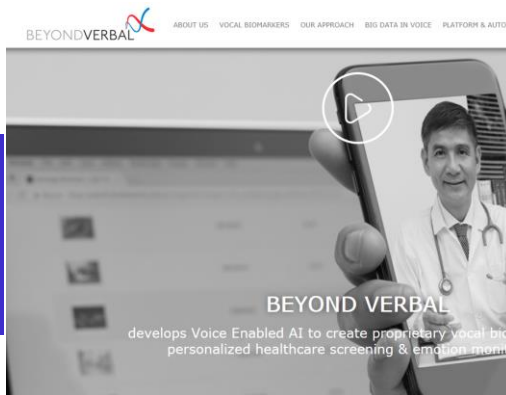 BEYONDVERBAL
ABOUT US VOCAL BIOMARKERS OUR APPROACH BIG DATA IN VOICE PLATFORM & AUTO
BEYOND VERBAL
develops Voice Enabled AI to create proprietary vocal bio
personalized healthcare screening & emotion monit